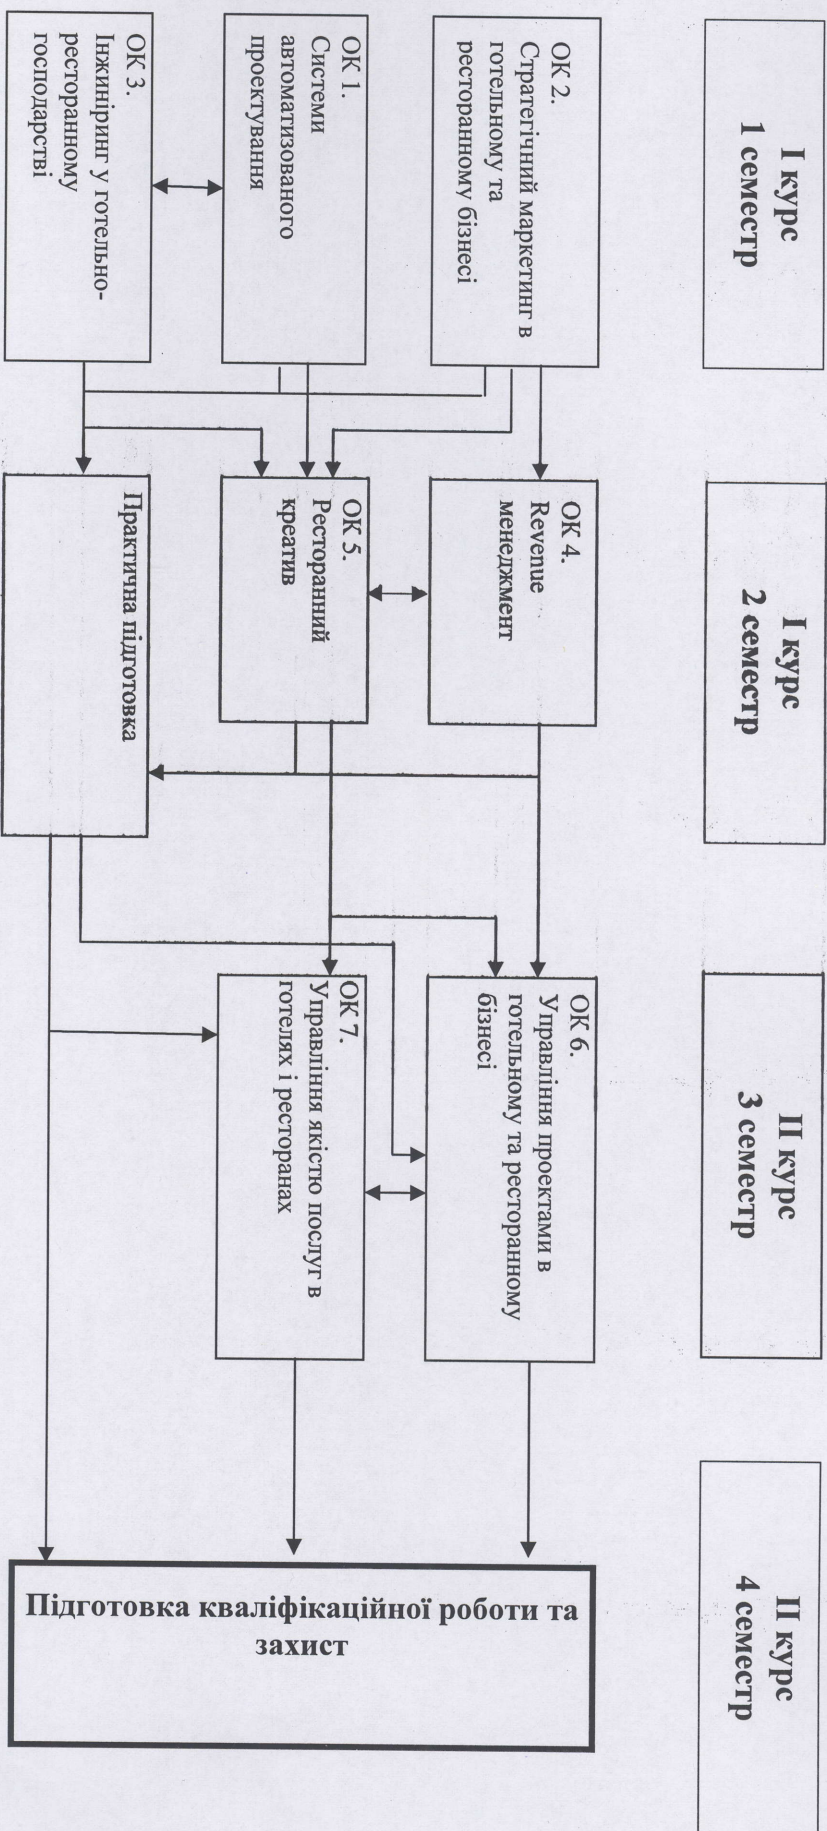 І курс
1 семестр
І курс
2 семестр
ІІ курс
3 семестр
ІІ курс
4 семестр
ОК 2.
Стратегічний маркетинг в
готельному та
ресторанному бізнесі
ОК 4.
Revenue
менеджмент
ОК 6.
Управління проектами в
готельному та ресторанному
бізнесі
ОК 1.
Системи
автоматизованого
проектування
ОК 5.
Ресторанний
креатив
ОК 7.
Управління якістю послуг в
готелях і ресторанах
ОК 3.
Інжиніринг у готельно-
ресторанному
господарстві
Практична підготовка
Підготовка кваліфікаційної роботи та
захист